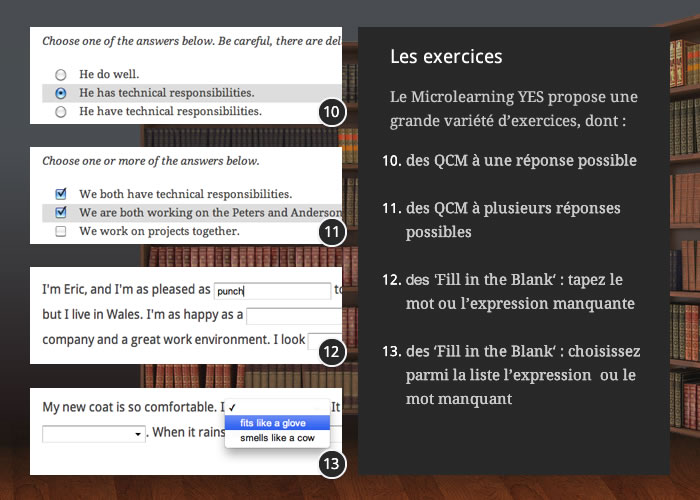 Choose one of the answers below. Be careful, there are
He do well.
He has technical responsibilities.
He have technical responsibilities.
10
Choose one or more of the answers below.
We both have technical responsibilities.
We are both working on the Peters and Anderson
We work on projects together.
11
I'm Eric, and I'm as pleased as punch to
but I live in Wales. I'm as happy as a
company and a great work environment. I look
12
My new coat is so comfortable. I ✓ It
fits like a glove
. When it rains
smells like a cow
13
Les exercices
Le Microlearning YES propose une
grande variété d'exercices, dont :
10. des QCM à une réponse possible
11. des QCM à plusieurs réponses
possibles
12. des 'Fill in the Blank' : tapez le
mot ou l'expression manquante
13. des 'Fill in the Blank' : choisissez
parmi la liste l'expression ou le
mot manquant